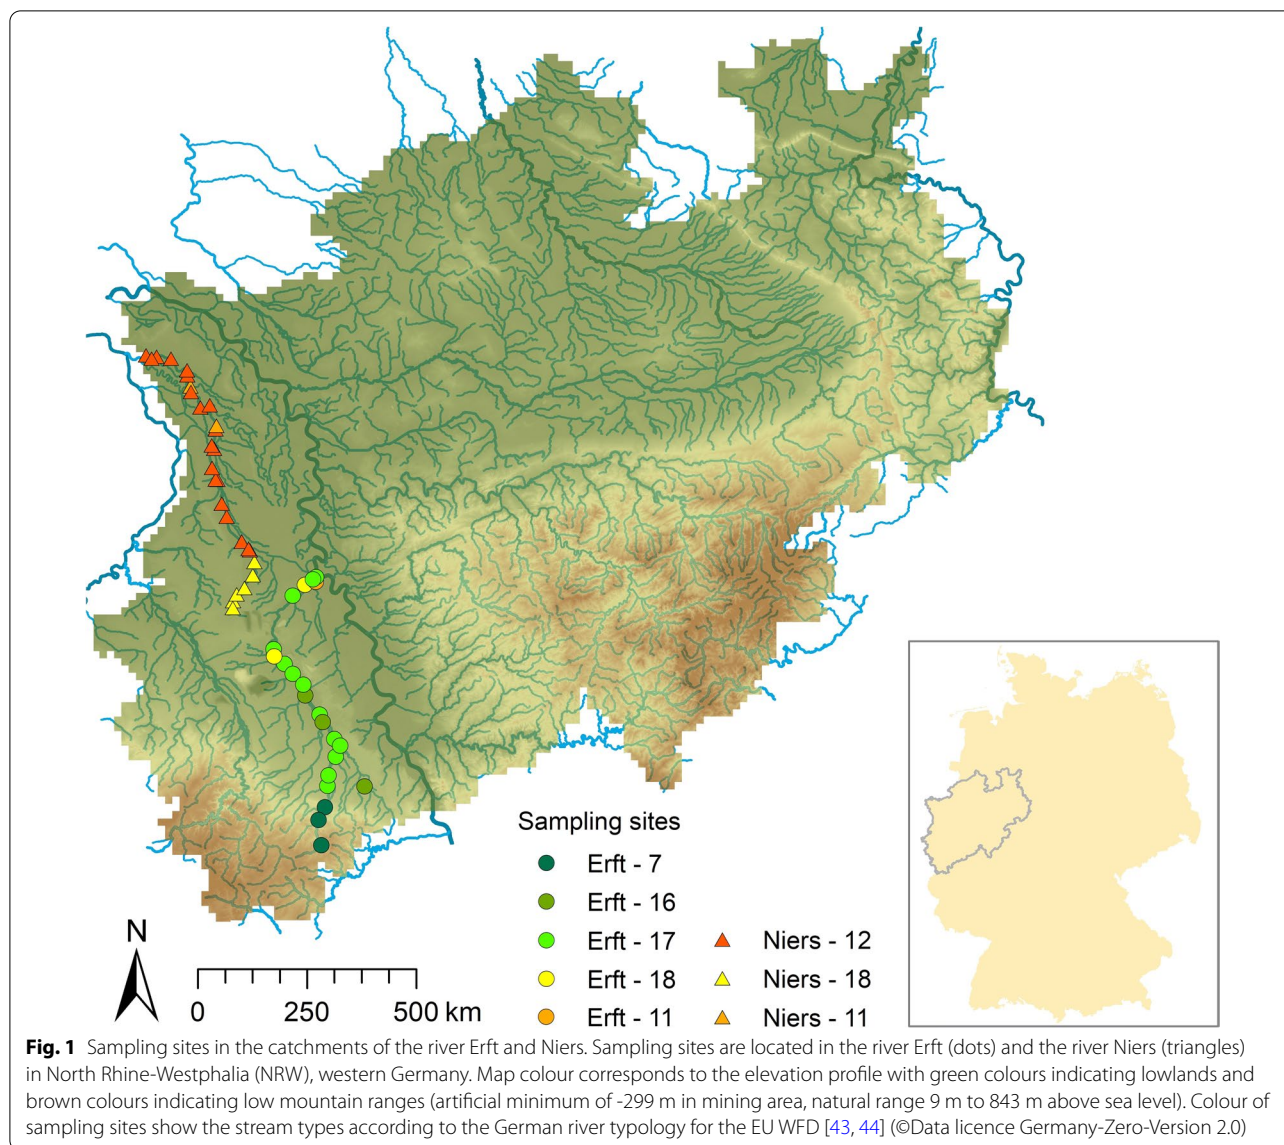 Sampling sites
Erft - 7
Erft - 16
Erft - 17
Erft - 18
Erft - 11
Niers - 12
Niers - 18
Niers - 11
N
0 250 500 km
Fig. 1 Sampling sites in the catchments of the river Erft and Niers. Sampling sites are located in the river Erft (dots) and the river Niers (triangles)
in North Rhine-Westphalia (NRW), western Germany. Map colour corresponds to the elevation profile with green colours indicating lowlands and
brown colours indicating low mountain ranges (artificial minimum of -299 m in mining area, natural range 9 m to 843 m above sea level). Colour of
sampling sites show the stream types according to the German river typology for the EU WFD [43, 44] (©Data licence Germany-Zero-Version 2.0)